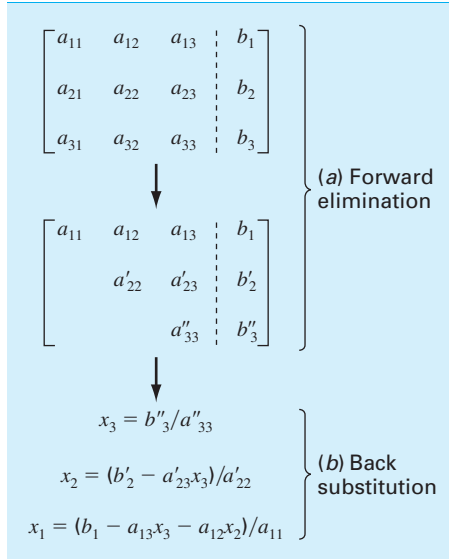 a₁₁ a₁₂ a₁₃ b₁
a₂₁ a₂₂ a₂₃ b₂
a₃₁ a₃₂ a₃₃ b₃
(a) Forward
elimination
a₁₁ a₁₂ a₁₃ b₁
a′₂₂ a′₂₃ b′₂
a″₃₃ b″₃
x₃ = b″₃/a″₃₃
x₂ = (b′₂ − a′₂₃x₃)/a′₂₂
x₁ = (b₁ − a₁₃x₃ − a₁₂x₂)/a₁₁
(b) Back
substitution